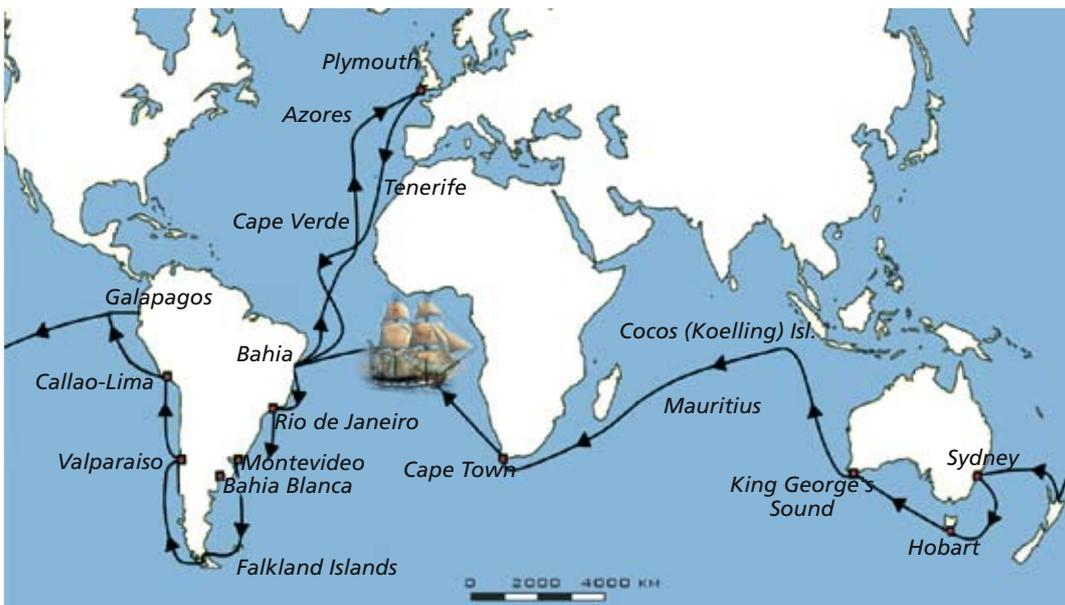 Plymouth
Azores
Tenerife
Cape Verde
Galapagos
Cocos (Koelling) Isl.
Bahia
Callao-Lima
Mauritius
Rio de Janeiro
Valparaiso
Montevideo
Cape Town
Sydney
Bahia Blanca
King George's
Sound
Hobart
Falkland Islands
0 2000 4000 KM